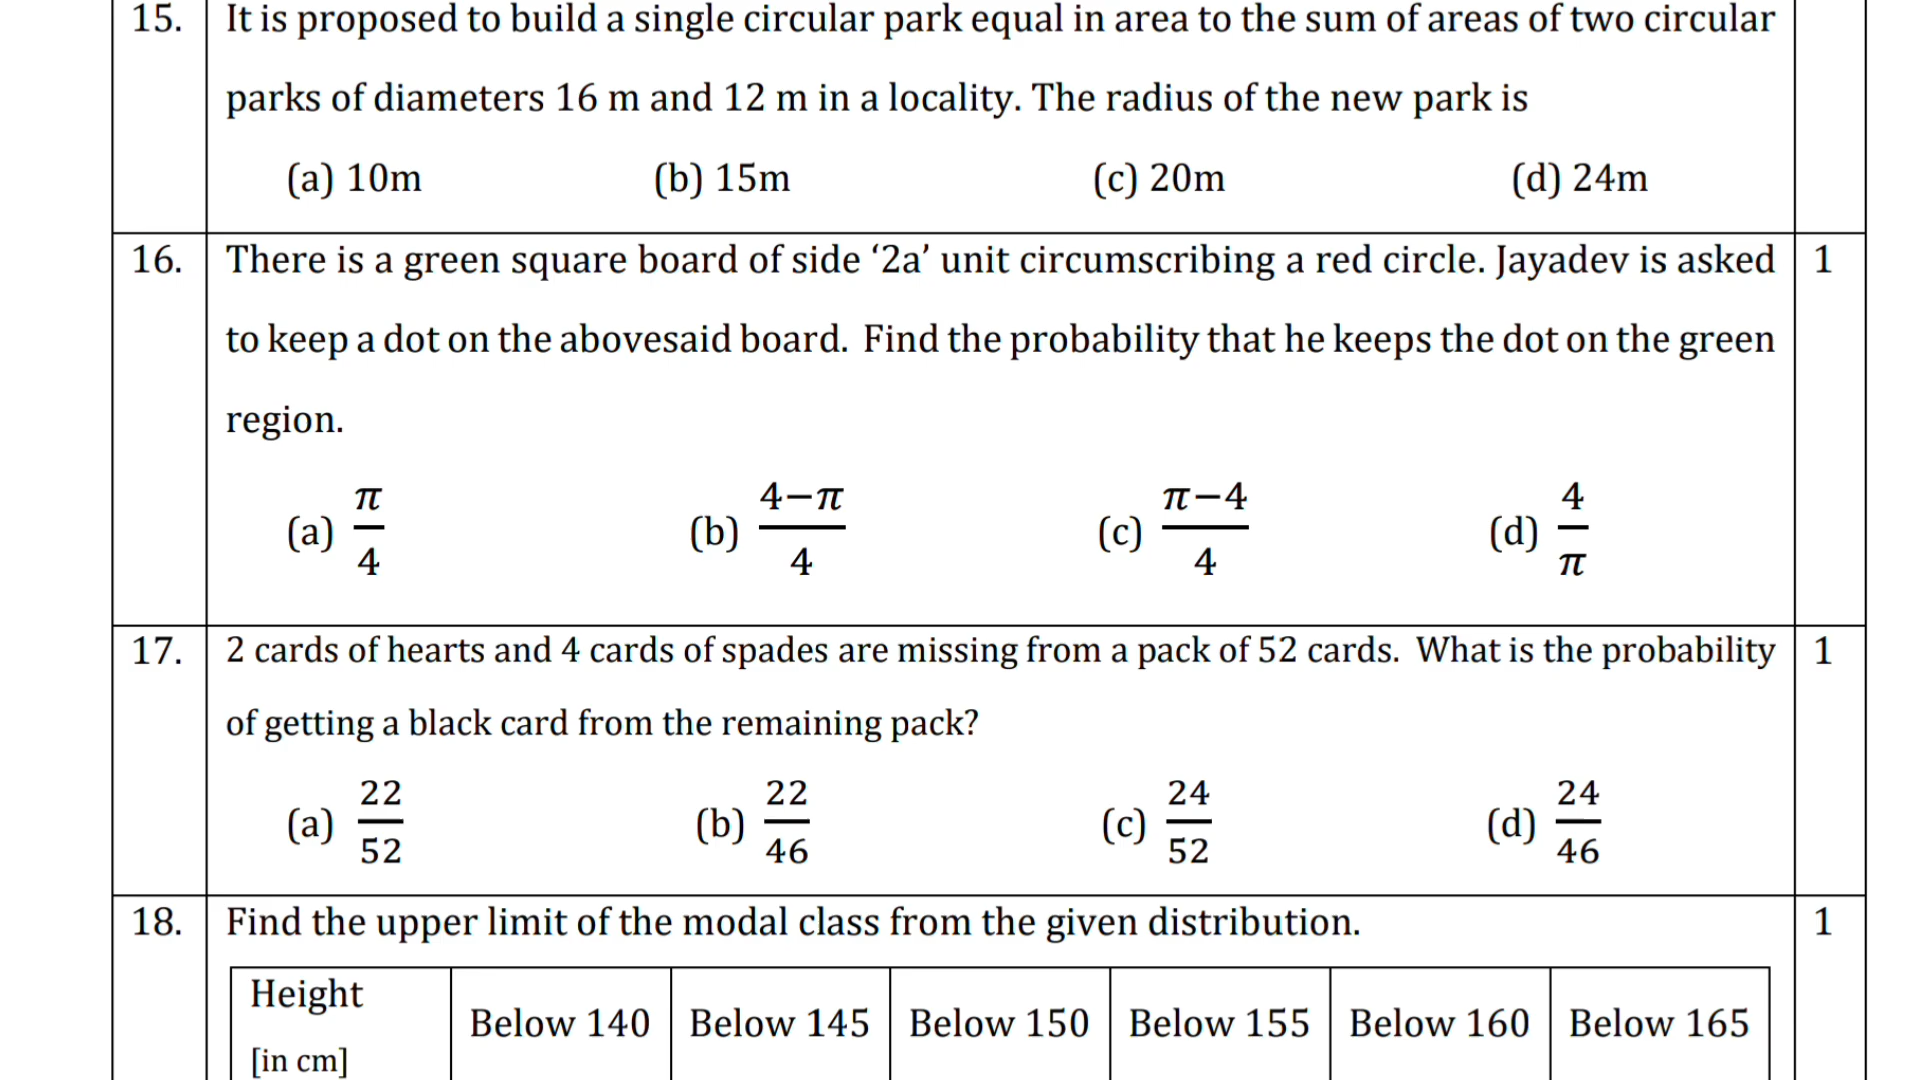 15. It is proposed to build a single circular park equal in area to the sum of areas of two circular
parks of diameters 16 m and 12 m in a locality. The radius of the new park is
(a) 10m (b) 15m (c) 20m (d) 24m
16. There is a green square board of side ‘2a’ unit circumscribing a red circle. Jayadev is asked 1
to keep a dot on the abovesaid board. Find the probability that he keeps the dot on the green
region.
(a) π/4 (b) 4−π/4 (c) π−4/4 (d) 4/π
17. 2 cards of hearts and 4 cards of spades are missing from a pack of 52 cards. What is the probability 1
of getting a black card from the remaining pack?
(a) 22/52 (b) 22/46 (c) 24/52 (d) 24/46
18. Find the upper limit of the modal class from the given distribution. 1
Height
[in cm]
Below 140 Below 145 Below 150 Below 155 Below 160 Below 165